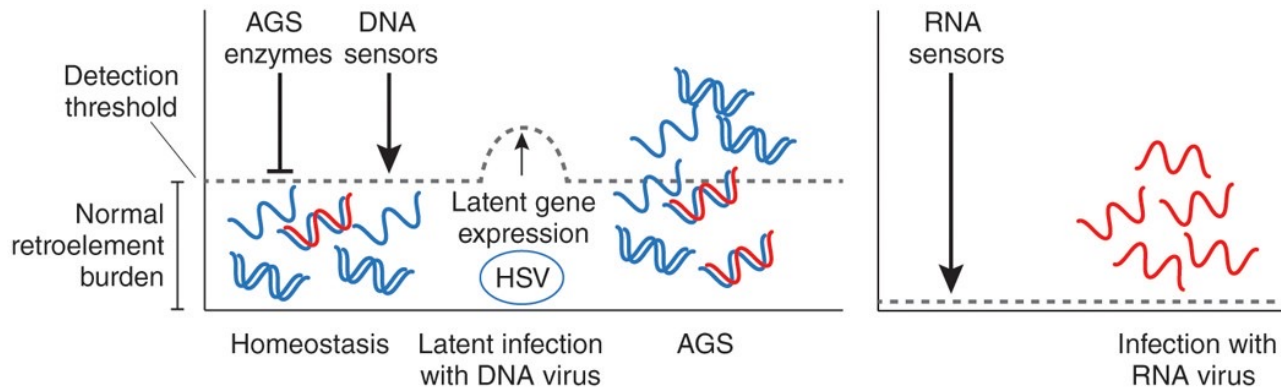 AGS
enzymes
DNA
sensors
Detection
threshold
Normal
retroelement
burden
Latent gene
expression
HSV
Homeostasis
Latent infection
with DNA virus
AGS
RNA
sensors
Infection with
RNA virus